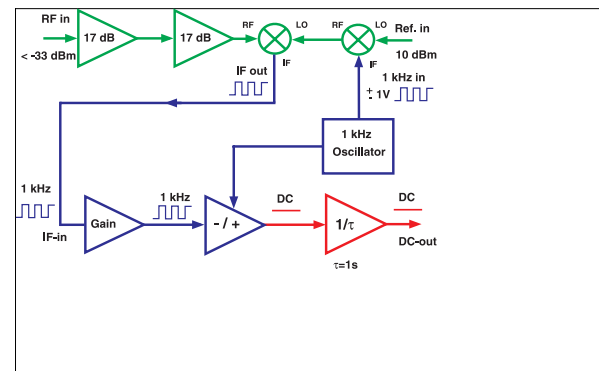 RF in
17 dB
17 dB
RF
LO
RF
LO
Ref. in
< -33 dBm
10 dBm
IF
IF
IF out
1 kHz in
+
- 1V
1 kHz
Oscillator
1 kHz
1 kHz
DC
DC
Gain
- / +
1/τ
IF-in
DC-out
τ=1s